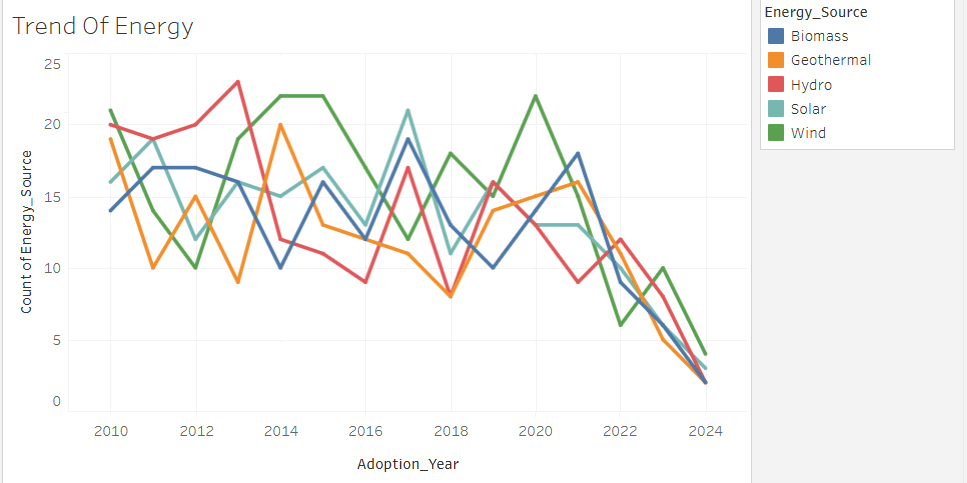 Trend Of Energy
25
20
15
10
5
0
Count of Energy_Source
2010
2012
2014
2016
2018
2020
2022
2024
Adoption_Year
Energy_Source
Biomass
Geothermal
Hydro
Solar
Wind